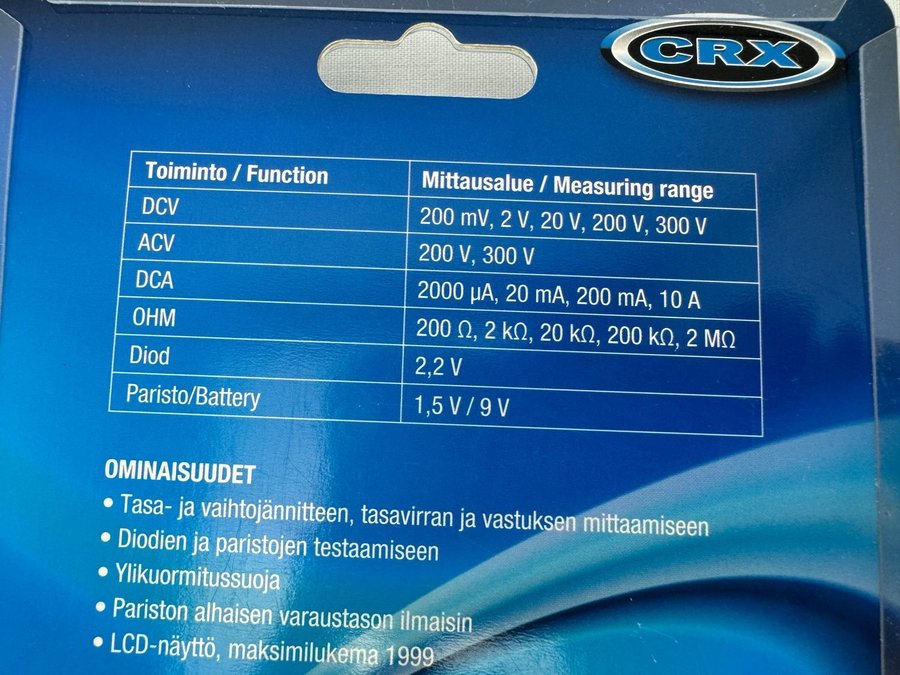 CRX
Toiminto / Function Mittausalue / Measuring range
DCV 200 mV, 2 V, 20 V, 200 V, 300 V
ACV 200 V, 300 V
DCA 2000 µA, 20 mA, 200 mA, 10 A
OHM 200 Ω, 2 kΩ, 20 kΩ, 200 kΩ, 2 MΩ
Diod 2,2 V
Paristo/Battery 1,5 V / 9 V
OMINAISUUDET
• Tasa- ja vaihtojännitteen, tasavirran ja vastuksen mittaamiseen
• Diodien ja paristojen testaamiseen
• Ylikuormitussuoja
• Pariston alhaisen varaustason ilmaisin
• LCD-näyttö, maksimilukema 1999